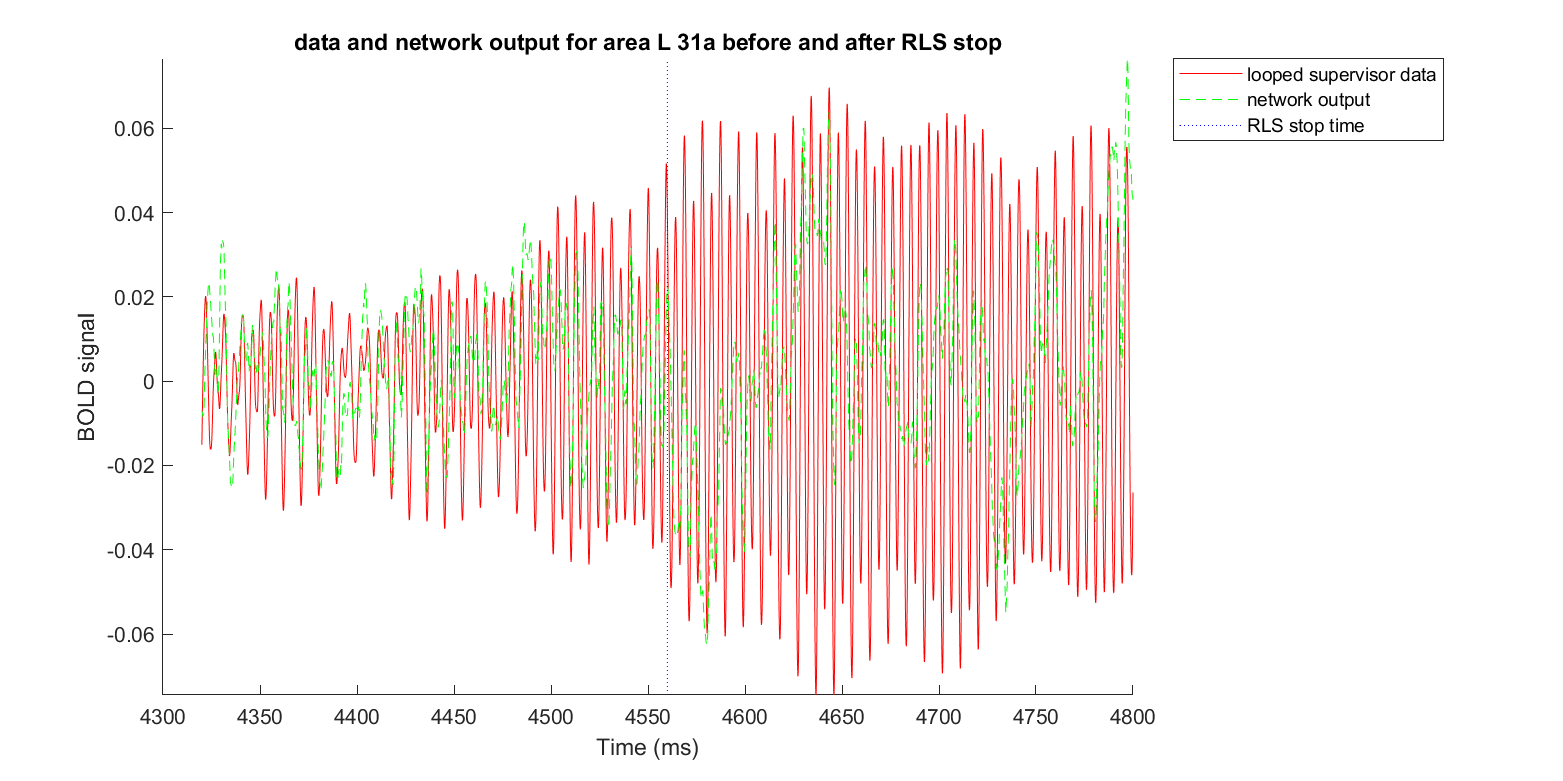 data and network output for area L 31a before and after RLS stop
looped supervisor data
network output
RLS stop time
BOLD signal
0.06
0.04
0.02
0
-0.02
-0.04
-0.06
4300 4350 4400 4450 4500 4550 4600 4650 4700 4750 4800
Time (ms)